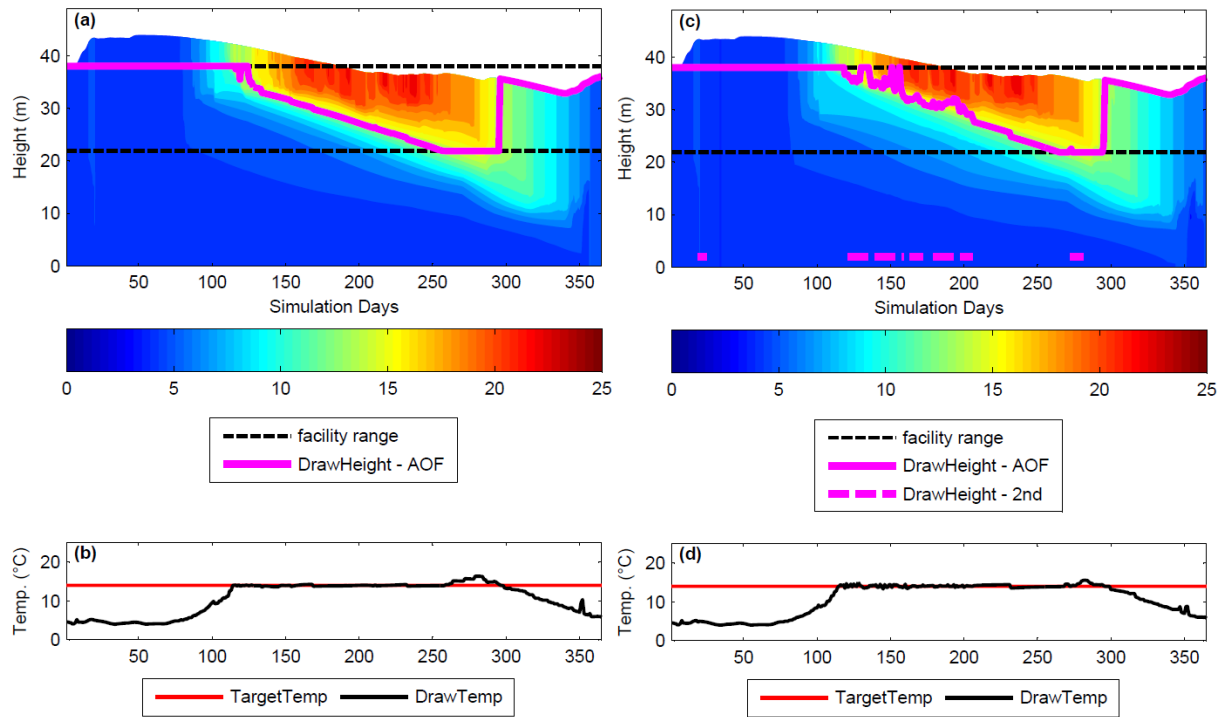 (a)
Height (m)
40
30
20
10
0
50 100 150 200 250 300 350
Simulation Days
0 5 10 15 20 25
facility range
DrawHeight - AOF
(b)
Temp. (°C)
20
10
0
50 100 150 200 250 300 350
TargetTemp DrawTemp
(c)
Height (m)
40
30
20
10
0
50 100 150 200 250 300 350
Simulation Days
0 5 10 15 20 25
facility range
DrawHeight - AOF
DrawHeight - 2nd
(d)
Temp. (°C)
20
10
0
50 100 150 200 250 300 350
TargetTemp DrawTemp